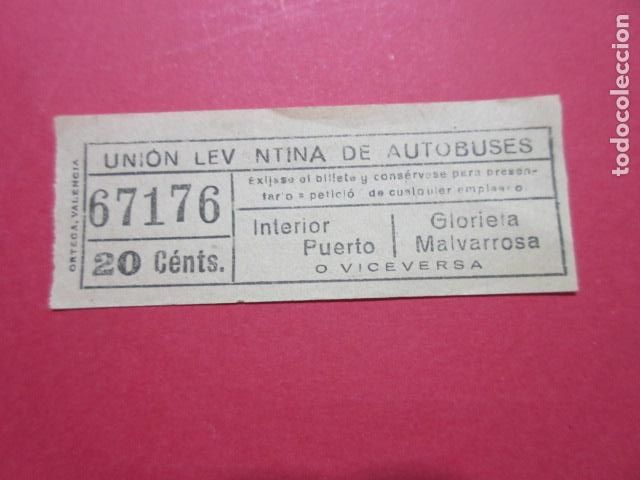 UNIÓN LEV NTINA DE AUTOBUSES
67176
20 Cénts.
Exíjase el billete y consérvese para presen-
tarlo a petició de cualquier empleado
Interior | Glorieta
Puerto | Malvarrosa
O VICEVERSA
ORTEGA, VALENCIA
todocoleccion